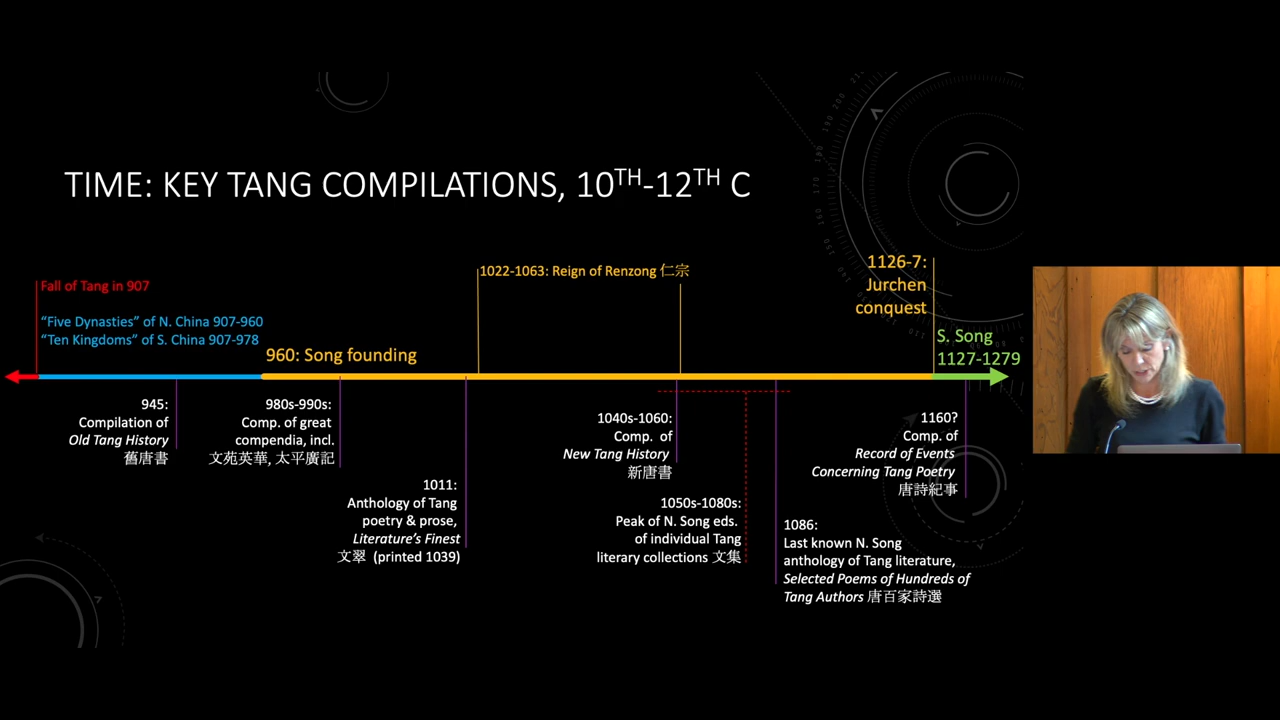 TIME: KEY TANG COMPILATIONS, 10TH-12TH C
Fall of Tang in 907
“Five Dynasties” of N. China 907-960
“Ten Kingdoms” of S. China 907-978
960: Song founding
1022-1063: Reign of Renzong 仁宗
1126-7:
Jurchen
conquest
S. Song
1127-1279
945:
Compilation of
Old Tang History
舊唐書
980s-990s:
Comp. of great
compendia, incl.
文苑英華, 太平廣記
1011:
Anthology of Tang
poetry & prose,
Literature’s Finest
文翠 (printed 1039)
1040s-1060:
Comp. of
New Tang History
新唐書
1050s-1080s:
Peak of N. Song eds.
of individual Tang
literary collections 文集
1086:
Last known N. Song
anthology of Tang literature,
Selected Poems of Hundreds of
Tang Authors 唐百家詩選
1160?
Comp. of
Record of Events
Concerning Tang Poetry
唐詩紀事